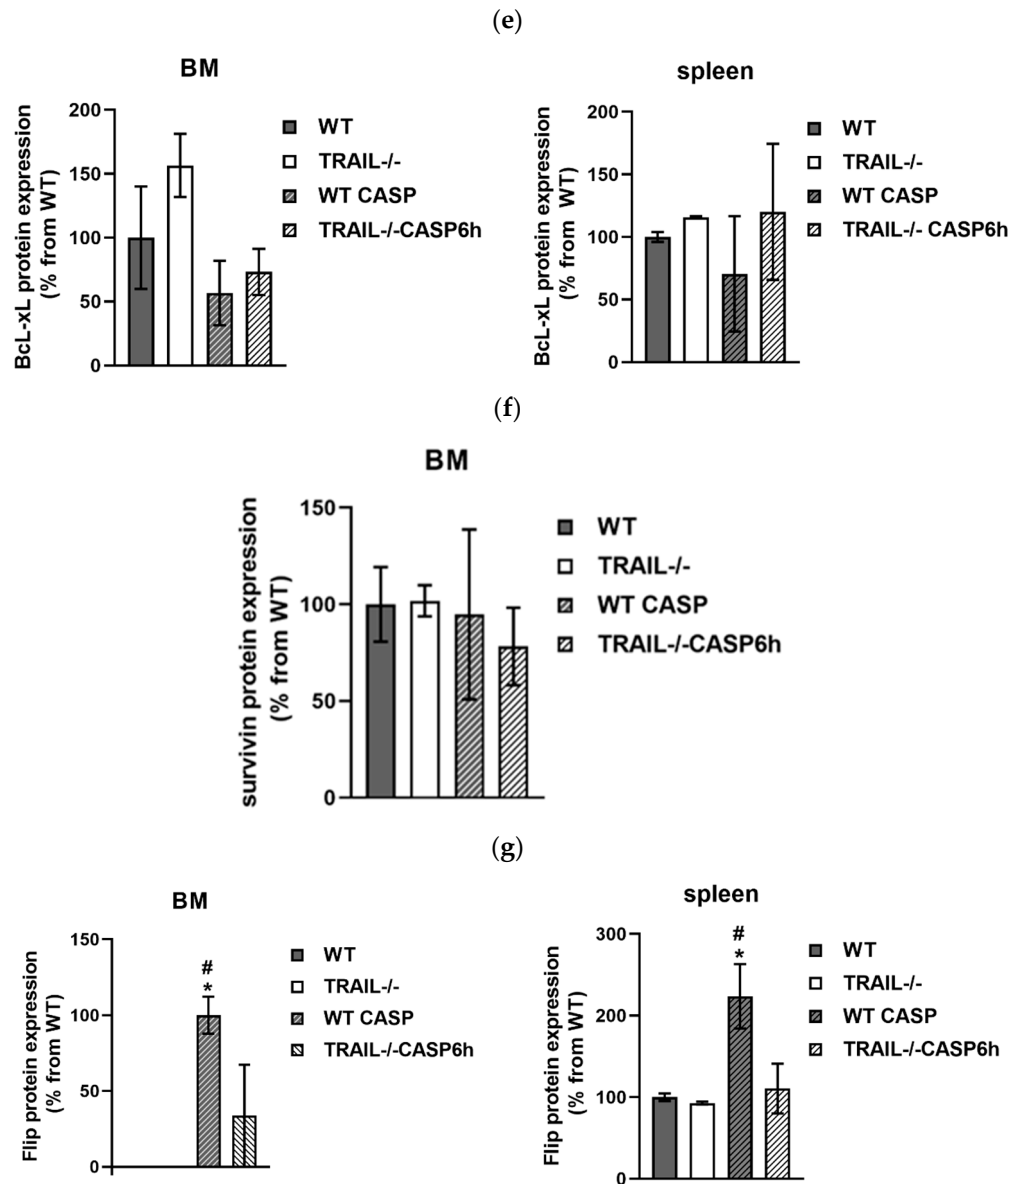 (e)
BM
BcL-xL protein expression
(% from WT)
200
150
100
50
0
WT
TRAIL-/-
WT CASP
TRAIL-/-CASP6h
spleen
BcL-xL protein expression
(% from WT)
200
150
100
50
0
WT
TRAIL-/-
WT CASP
TRAIL-/- CASP6h
(f)
BM
survivin protein expression
(% from WT)
150
100
50
0
WT
TRAIL-/-
WT CASP
TRAIL-/-CASP6h
(g)
BM
Flip protein expression
(% from WT)
150
100
50
0
#
*
WT
TRAIL-/-
WT CASP
TRAIL-/-CASP6h
spleen
Flip protein expression
(% from WT)
300
200
100
0
#
*
WT
TRAIL-/-
WT CASP
TRAIL-/-CASP6h